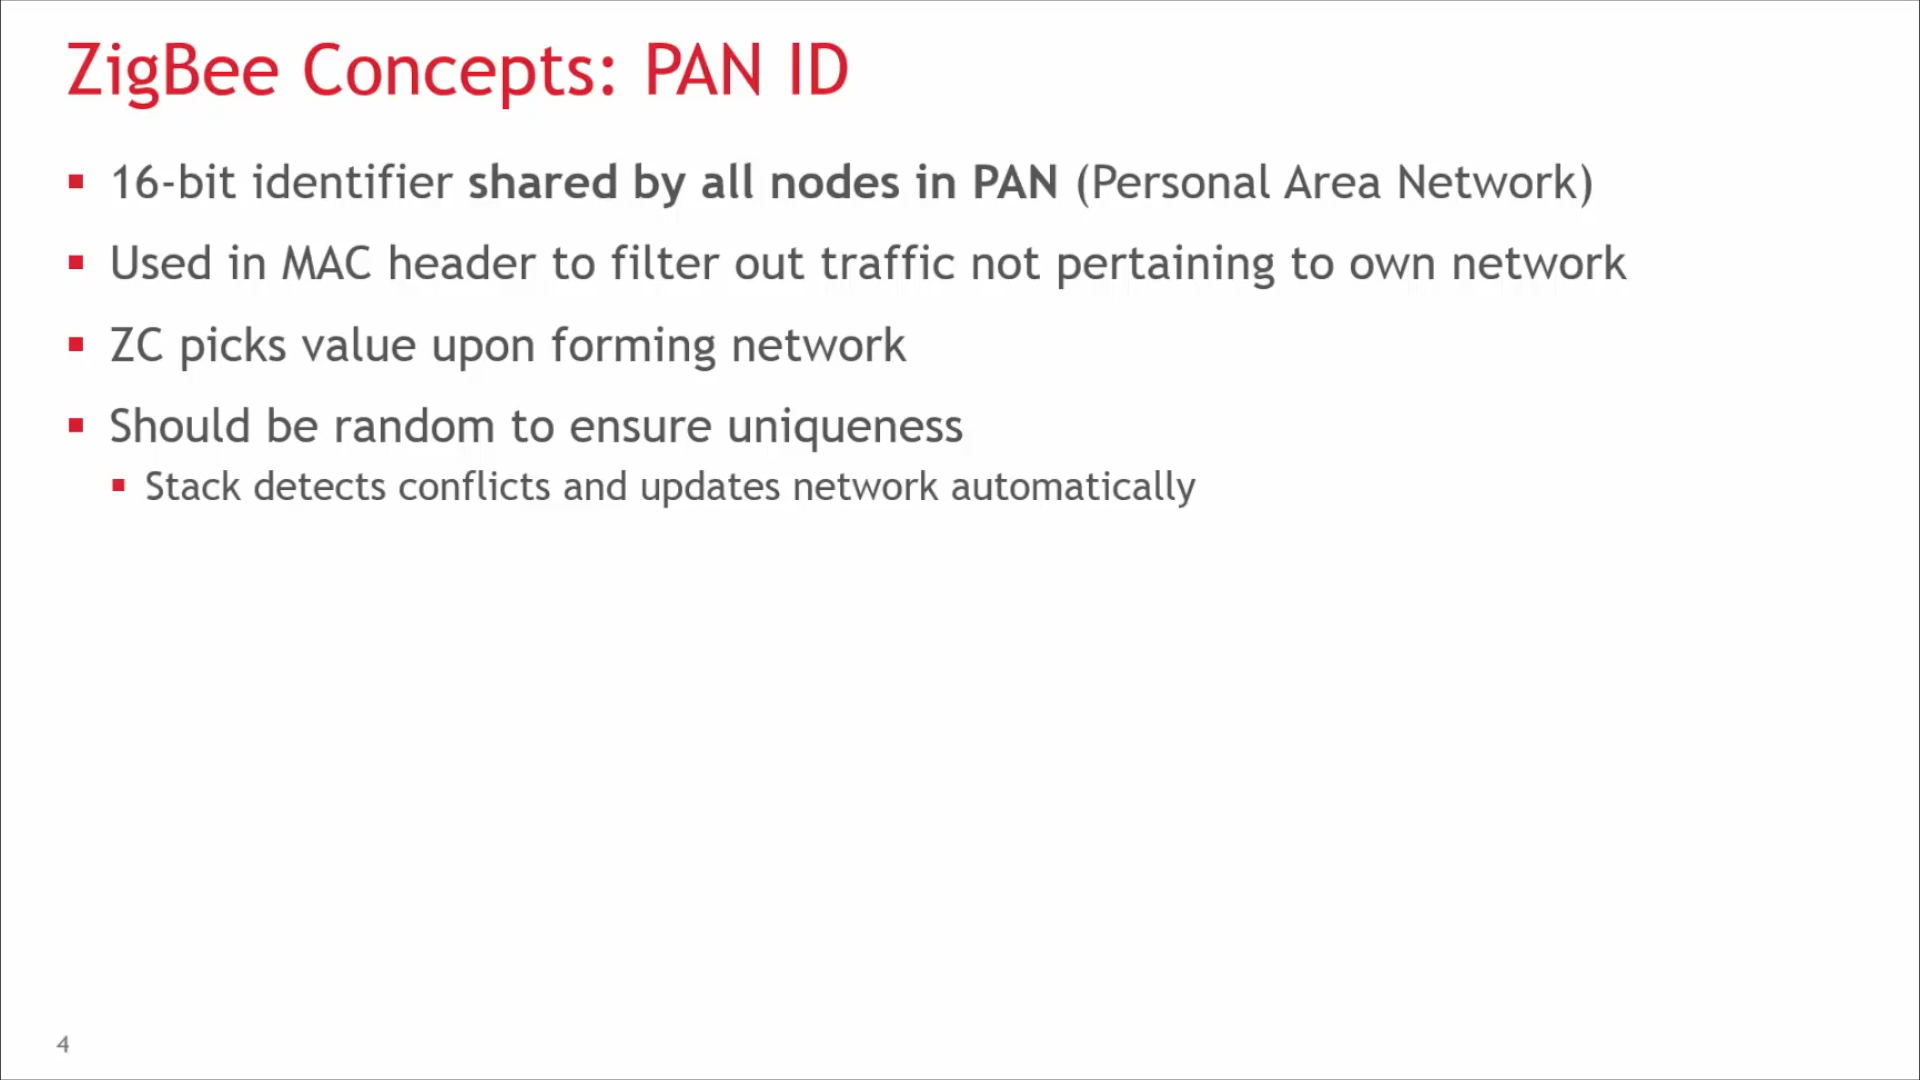 ZigBee Concepts: PAN ID
16-bit identifier shared by all nodes in PAN (Personal Area Network)
Used in MAC header to filter out traffic not pertaining to own network
ZC picks value upon forming network
Should be random to ensure uniqueness
Stack detects conflicts and updates network automatically
4